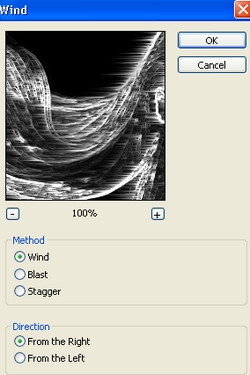 Wind
OK
Cancel
- 100% +
Method
Wind
Blast
Stagger
Direction
From the Right
From the Left